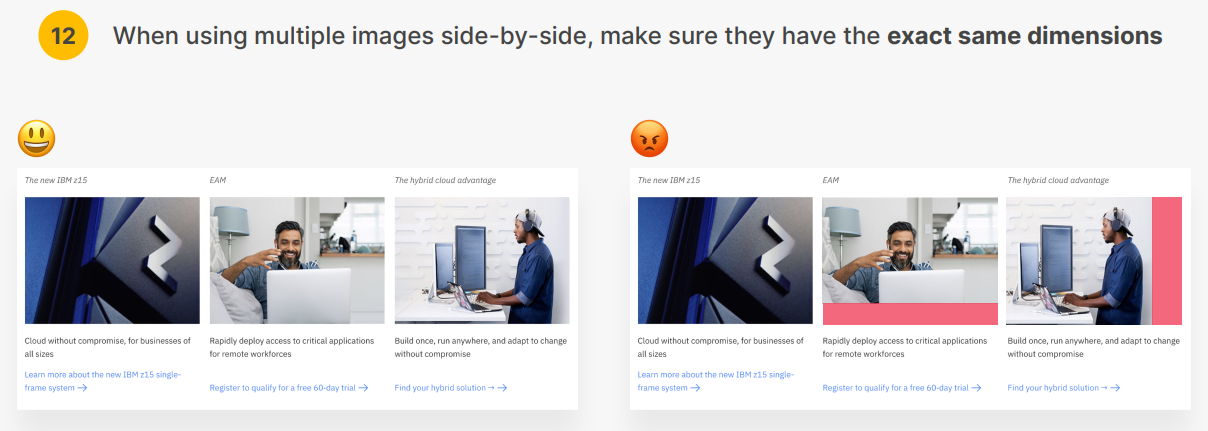 12
When using multiple images side-by-side, make sure they have the exact same dimensions
The new IBM z15
EAM
The hybrid cloud advantage
Cloud without compromise, for businesses of
all sizes
Rapidly deploy access to critical applications
for remote workforces
Build once, run anywhere, and adapt to change
without compromise
Learn more about the new IBM z15 single-
frame system →
Register to qualify for a free 60-day trial →
Find your hybrid solution → →
The new IBM z15
EAM
The hybrid cloud advantage
Cloud without compromise, for businesses of
all sizes
Rapidly deploy access to critical applications
for remote workforces
Build once, run anywhere, and adapt to change
without compromise
Learn more about the new IBM z15 single-
frame system →
Register to qualify for a free 60-day trial →
Find your hybrid solution → →